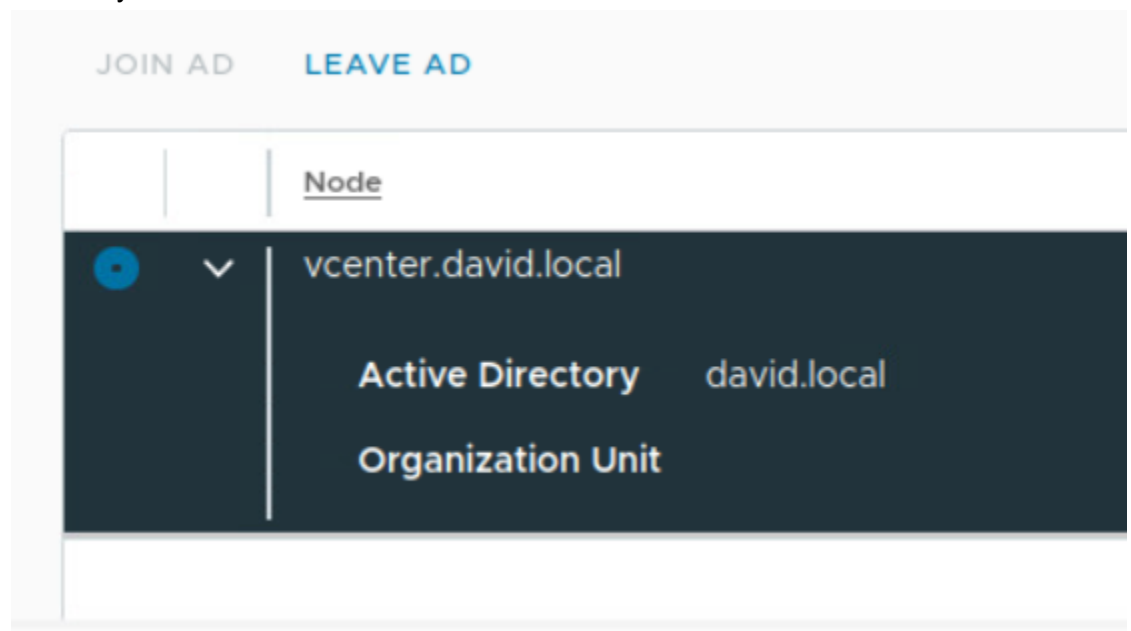 JOIN AD LEAVE AD
Node
vcenter.david.local
Active Directory david.local
Organization Unit